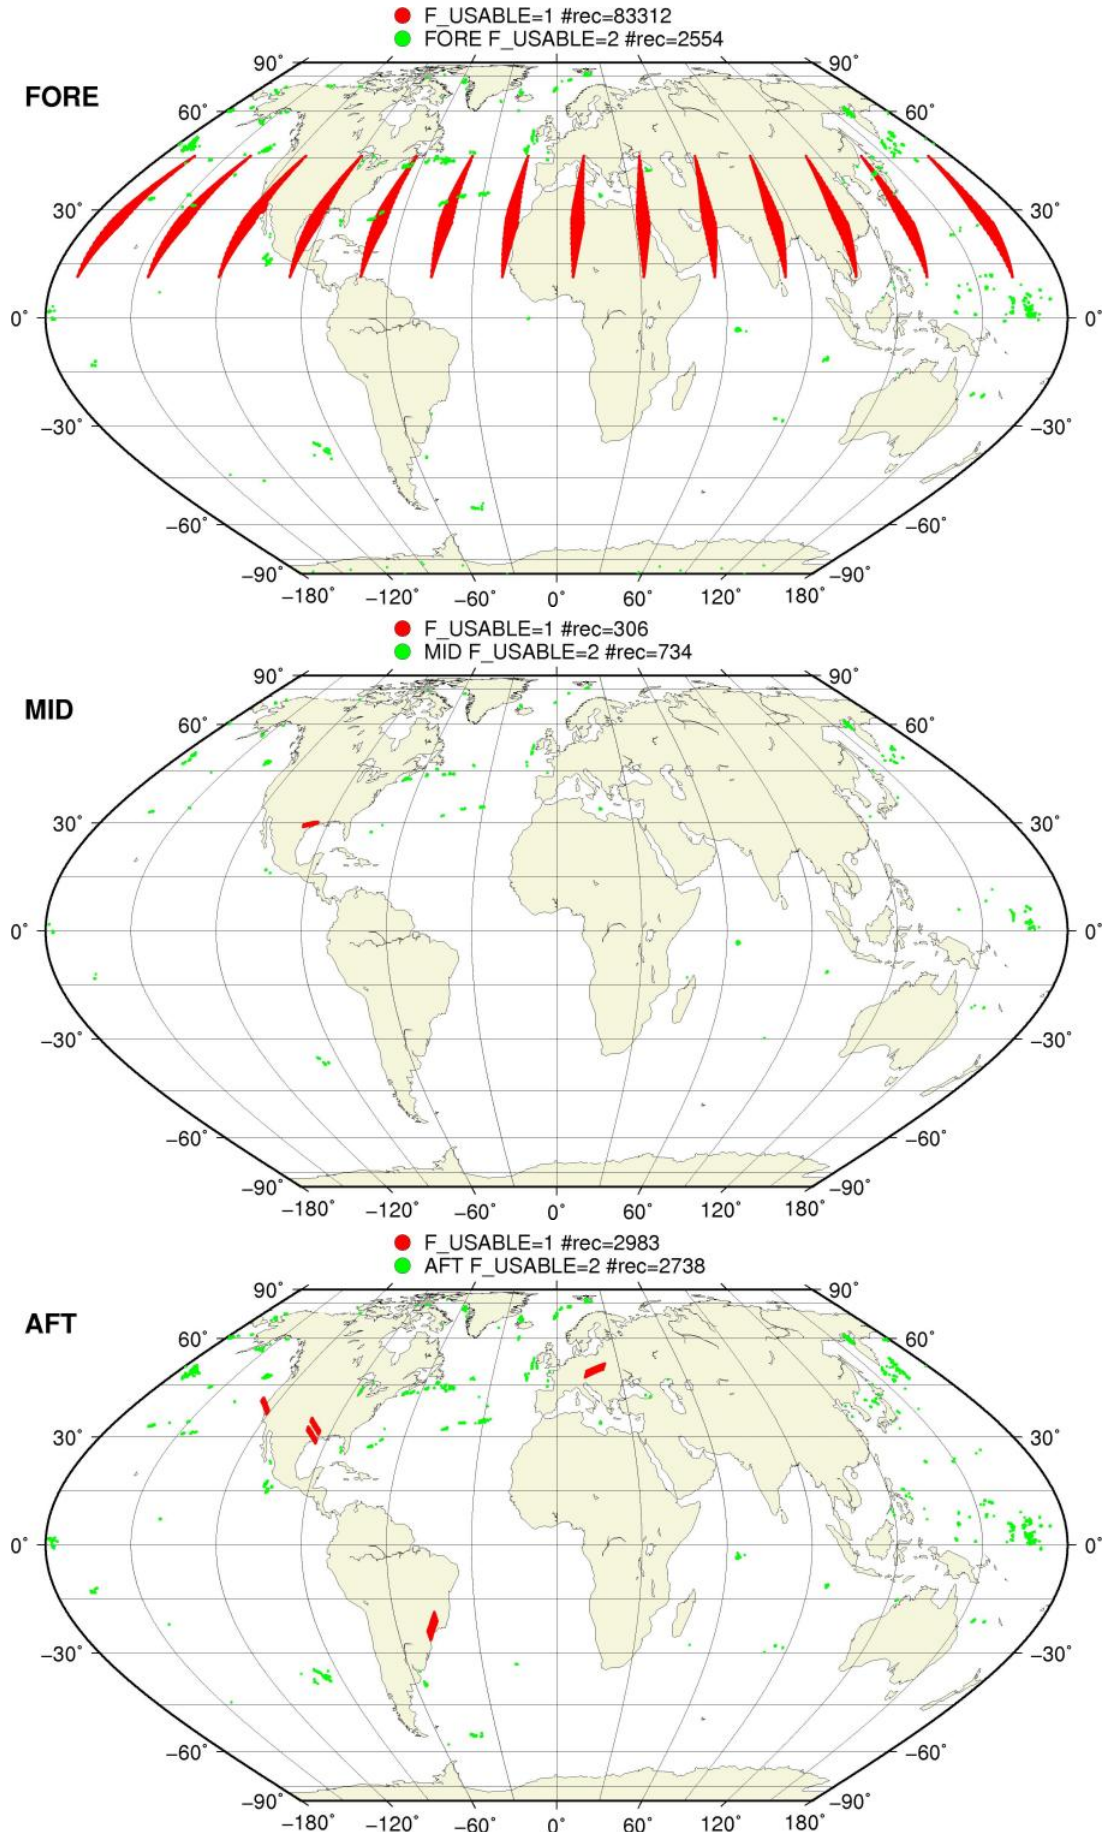 F_USABLE=1 #rec=83312
FORE F_USABLE=2 #rec=2554
FORE
90° 90°
60° 60°
30° 30°
0° 0°
−30° −30°
−60° −60°
−90° −90°
−180° −120° −60° 0° 60° 120° 180°
F_USABLE=1 #rec=306
MID F_USABLE=2 #rec=734
MID
90° 90°
60° 60°
30° 30°
0° 0°
−30° −30°
−60° −60°
−90° −90°
−180° −120° −60° 0° 60° 120° 180°
F_USABLE=1 #rec=2983
AFT F_USABLE=2 #rec=2738
AFT
90° 90°
60° 60°
30° 30°
0° 0°
−30° −30°
−60° −60°
−90° −90°
−180° −120° −60° 0° 60° 120° 180°